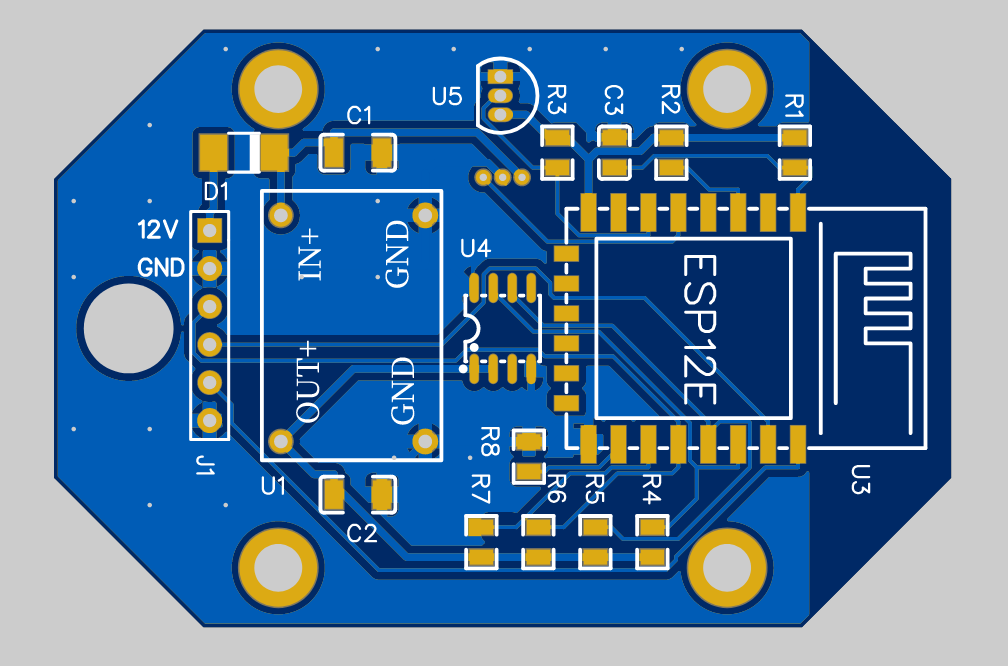 C1
U5
R3
C3
R2
R1
D1
12V
GND
IN+
GND
U4
ESP12E
OUT+
GND
J1
U1
C2
R8
R7
R6
R5
R4
U3